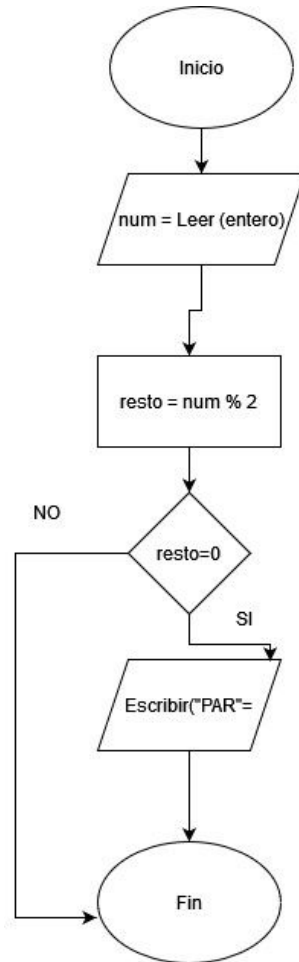 Inicio
num = Leer (entero)
resto = num % 2
NO
resto=0
SI
Escribir("PAR"=
Fin